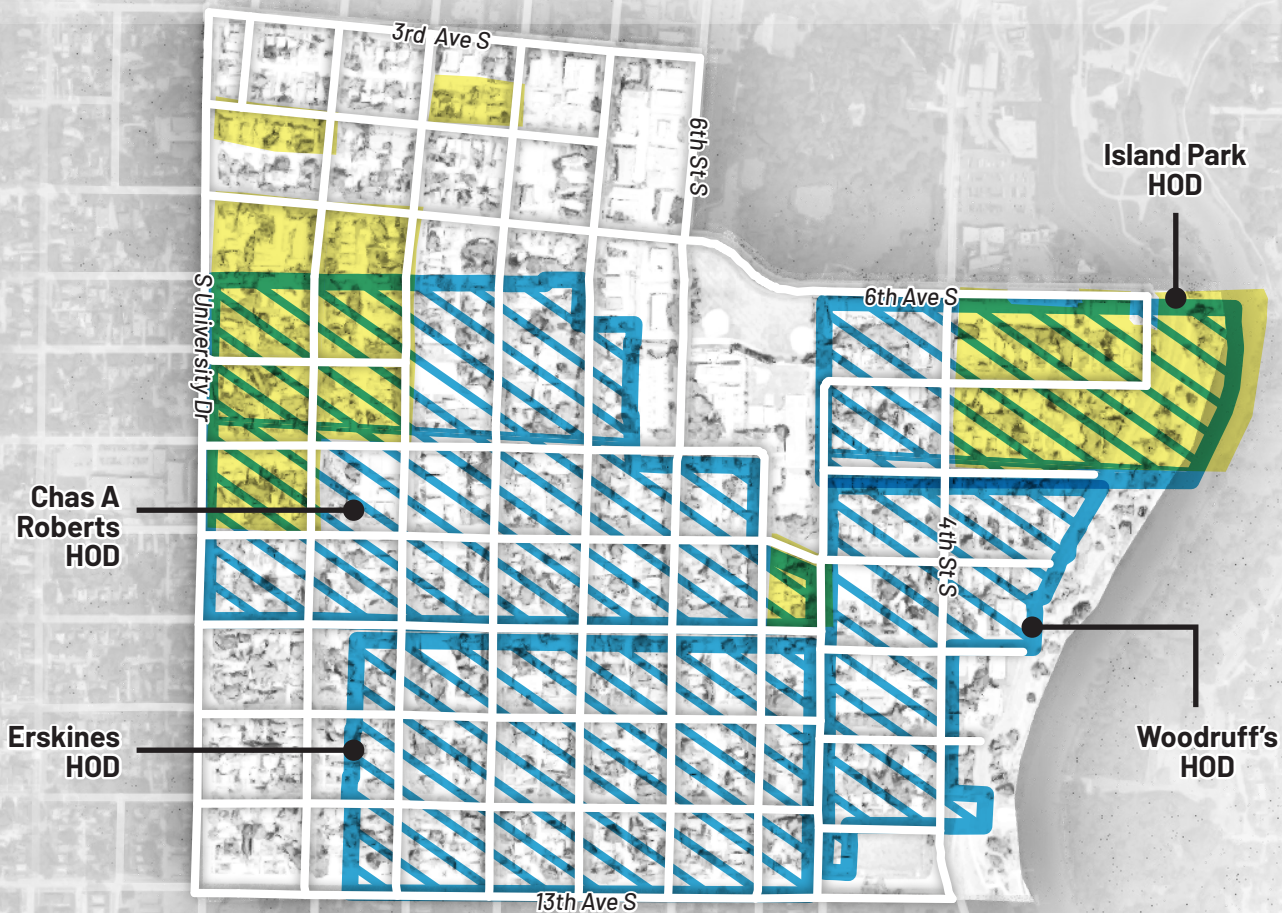 3rd Ave S
6th St S
Island Park
HOD
6th Ave S
S University Dr
Chas A
Roberts
HOD
4th St S
Erskines
HOD
Woodruff’s
HOD
13th Ave S